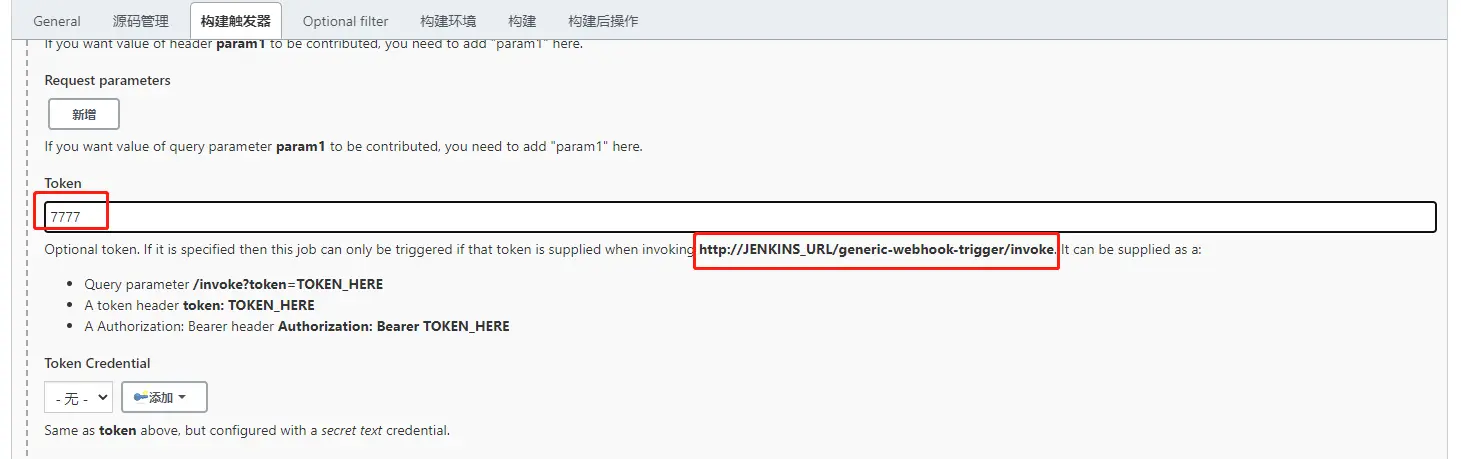 General 源码管理 构建触发器 Optional filter 构建环境 构建 构建后操作
If you want value of header param1 to be contributed, you need to add "param1" here.
Request parameters
新增
If you want value of query parameter param1 to be contributed, you need to add "param1" here.
Token
7777
Optional token. If it is specified then this job can only be triggered if that token is supplied when invoking http://JENKINS_URL/generic-webhook-trigger/invoke. It can be supplied as a:
• Query parameter /invoke?token=TOKEN_HERE
• A token header token: TOKEN_HERE
• A Authorization: Bearer header Authorization: Bearer TOKEN_HERE
Token Credential
- 无 - 添加
Same as token above, but configured with a secret text credential.